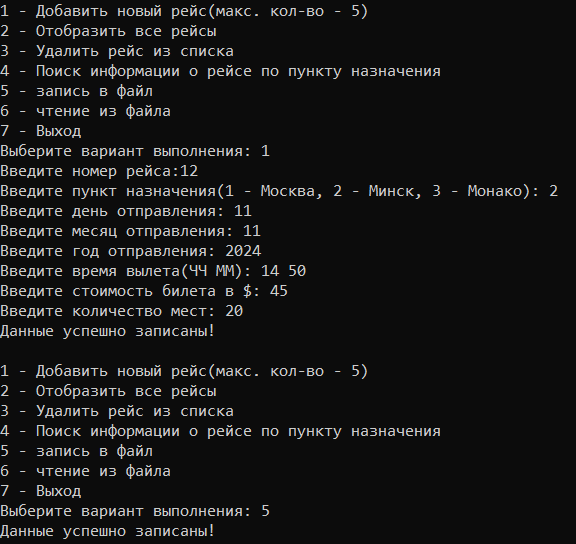 1 - Добавить новый рейс(макс. кол-во - 5)
2 - Отобразить все рейсы
3 - Удалить рейс из списка
4 - Поиск информации о рейсе по пункту назначения
5 - запись в файл
6 - чтение из файла
7 - Выход
Выберите вариант выполнения: 1
Введите номер рейса:12
Введите пункт назначения(1 - Москва, 2 - Минск, 3 - Монако): 2
Введите день отправления: 11
Введите месяц отправления: 11
Введите год отправления: 2024
Введите время вылета(ЧЧ ММ): 14 50
Введите стоимость билета в $: 45
Введите количество мест: 20
Данные успешно записаны!

1 - Добавить новый рейс(макс. кол-во - 5)
2 - Отобразить все рейсы
3 - Удалить рейс из списка
4 - Поиск информации о рейсе по пункту назначения
5 - запись в файл
6 - чтение из файла
7 - Выход
Выберите вариант выполнения: 5
Данные успешно записаны!